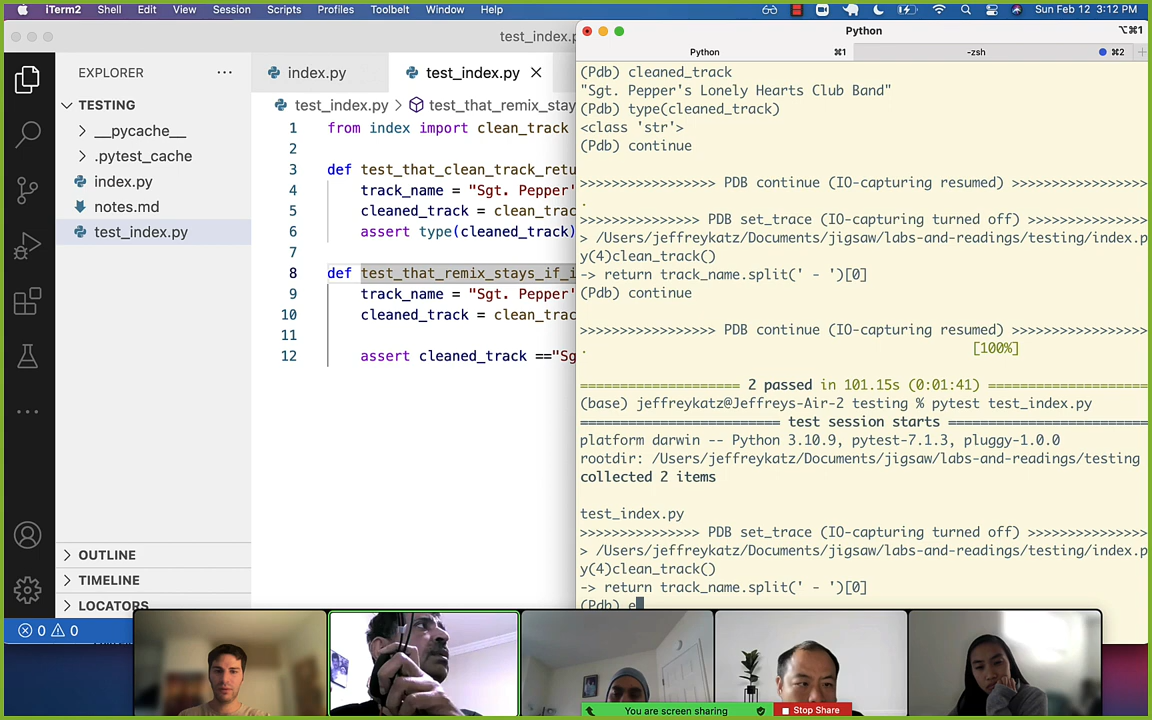 iTerm2 Shell Edit View Session Scripts Profiles Toolbelt Window Help Sun Feb 12 3:12 PM
test_index.p
Python ⌥⌘1
Python ⌘1 -zsh ⌘2
EXPLORER
TESTING
__pycache__
.pytest_cache
index.py
notes.md
test_index.py
OUTLINE
TIMELINE
LOCATORS
0 0
index.py test_index.py
test_index.py > test_that_remix_stay
1 from index import clean_track
2
3 def test_that_clean_track_retu
4 track_name = "Sgt. Pepper'
5 cleaned_track = clean_trac
6 assert type(cleaned_track)
7
8 def test_that_remix_stays_if_i
9 track_name = "Sgt. Pepper'
10 cleaned_track = clean_trac
11
12 assert cleaned_track =="Sg
(Pdb) cleaned_track
"Sgt. Pepper's Lonely Hearts Club Band"
(Pdb) type(cleaned_track)
<class 'str'>
(Pdb) continue
>>>>>>>>>>>>>>>>> PDB continue (IO-capturing resumed) >>>>>>>>>>>>>>>>>
.
>>>>>>>>>>>>>>> PDB set_trace (IO-capturing turned off) >>>>>>>>>>>>>>>>
> /Users/jeffreykatz/Documents/jigsaw/labs-and-readings/testing/index.p
y(4)clean_track()
-> return track_name.split(' - ')[0]
(Pdb) continue
>>>>>>>>>>>>>>>>> PDB continue (IO-capturing resumed) >>>>>>>>>>>>>>>>>
. [100%]
==================== 2 passed in 101.15s (0:01:41) ====================
(base) jeffreykatz@Jeffreys-Air-2 testing % pytest test_index.py
========================= test session starts =========================
platform darwin -- Python 3.10.9, pytest-7.1.3, pluggy-1.0.0
rootdir: /Users/jeffreykatz/Documents/jigsaw/labs-and-readings/testing
collected 2 items
test_index.py
>>>>>>>>>>>>>>> PDB set_trace (IO-capturing turned off) >>>>>>>>>>>>>>>>
> /Users/jeffreykatz/Documents/jigsaw/labs-and-readings/testing/index.p
y(4)clean_track()
-> return track_name.split(' - ')[0]
(Pdb) e
You are screen sharing Stop Share